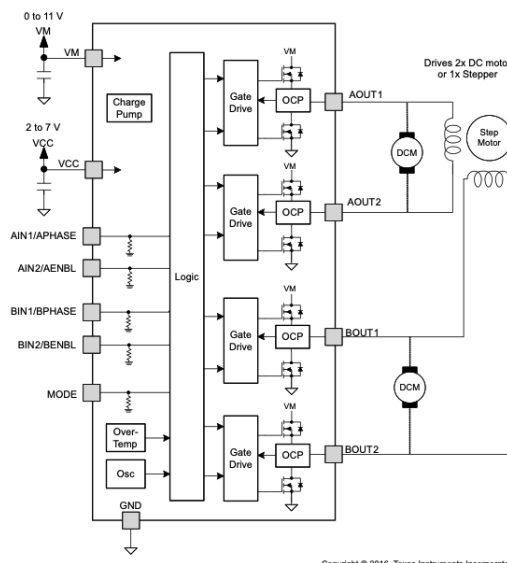 0 to 11 V
VM
VM
Charge
Pump
2 to 7 V
VCC
VCC
AIN1/APHASE
AIN2/AENBL
BIN1/BPHASE
BIN2/BENBL
MODE
Over-
Temp
Osc
GND
Logic
VM
Gate
Drive
OCP
AOUT1
VM
Gate
Drive
OCP
AOUT2
VM
Gate
Drive
OCP
BOUT1
VM
Gate
Drive
OCP
BOUT2
Drives 2x DC moto
or 1x Stepper
DCM
Step
Motor
DCM